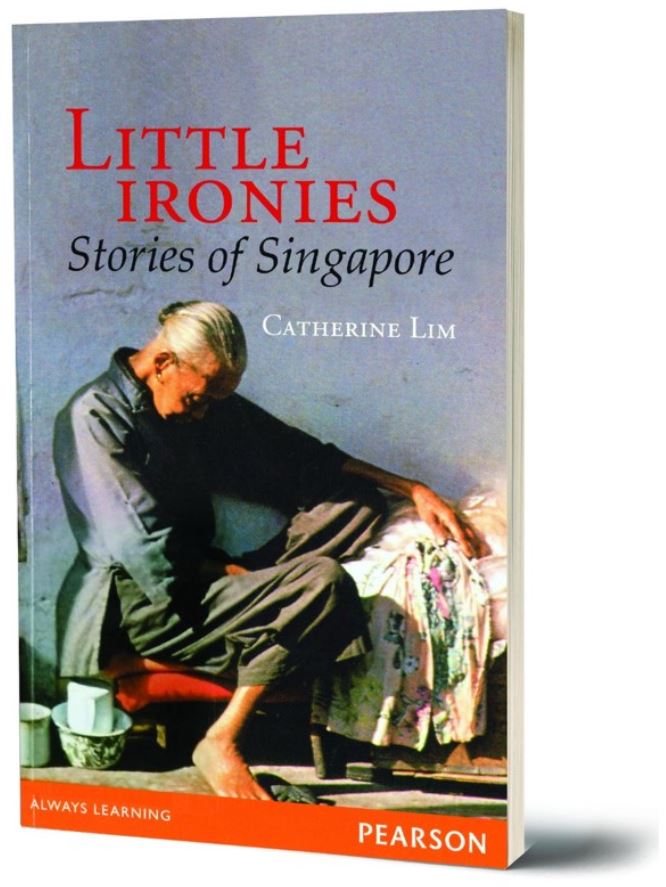 LITTLE
IRONIES
Stories of Singapore
CATHERINE LIM
ALWAYS LEARNING
PEARSON